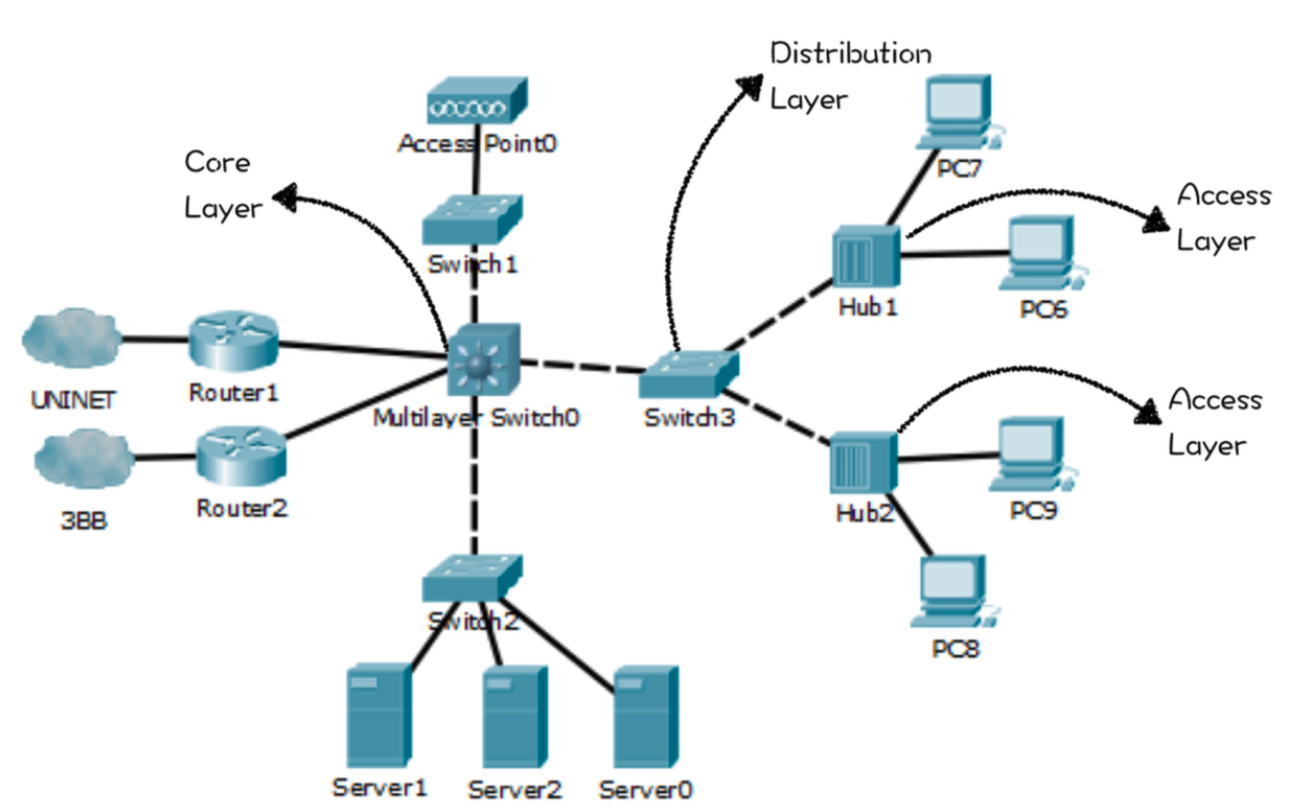 Distribution
Layer
Access Point0
PC7
Core
Layer
Access
Layer
Switch1
Hub1
PC6
UNINET
Router1
Multilayer Switch0
Switch3
Access
Layer
3BB
Router2
Hub2
PC9
Switch2
PC8
Server1
Server2
Server0